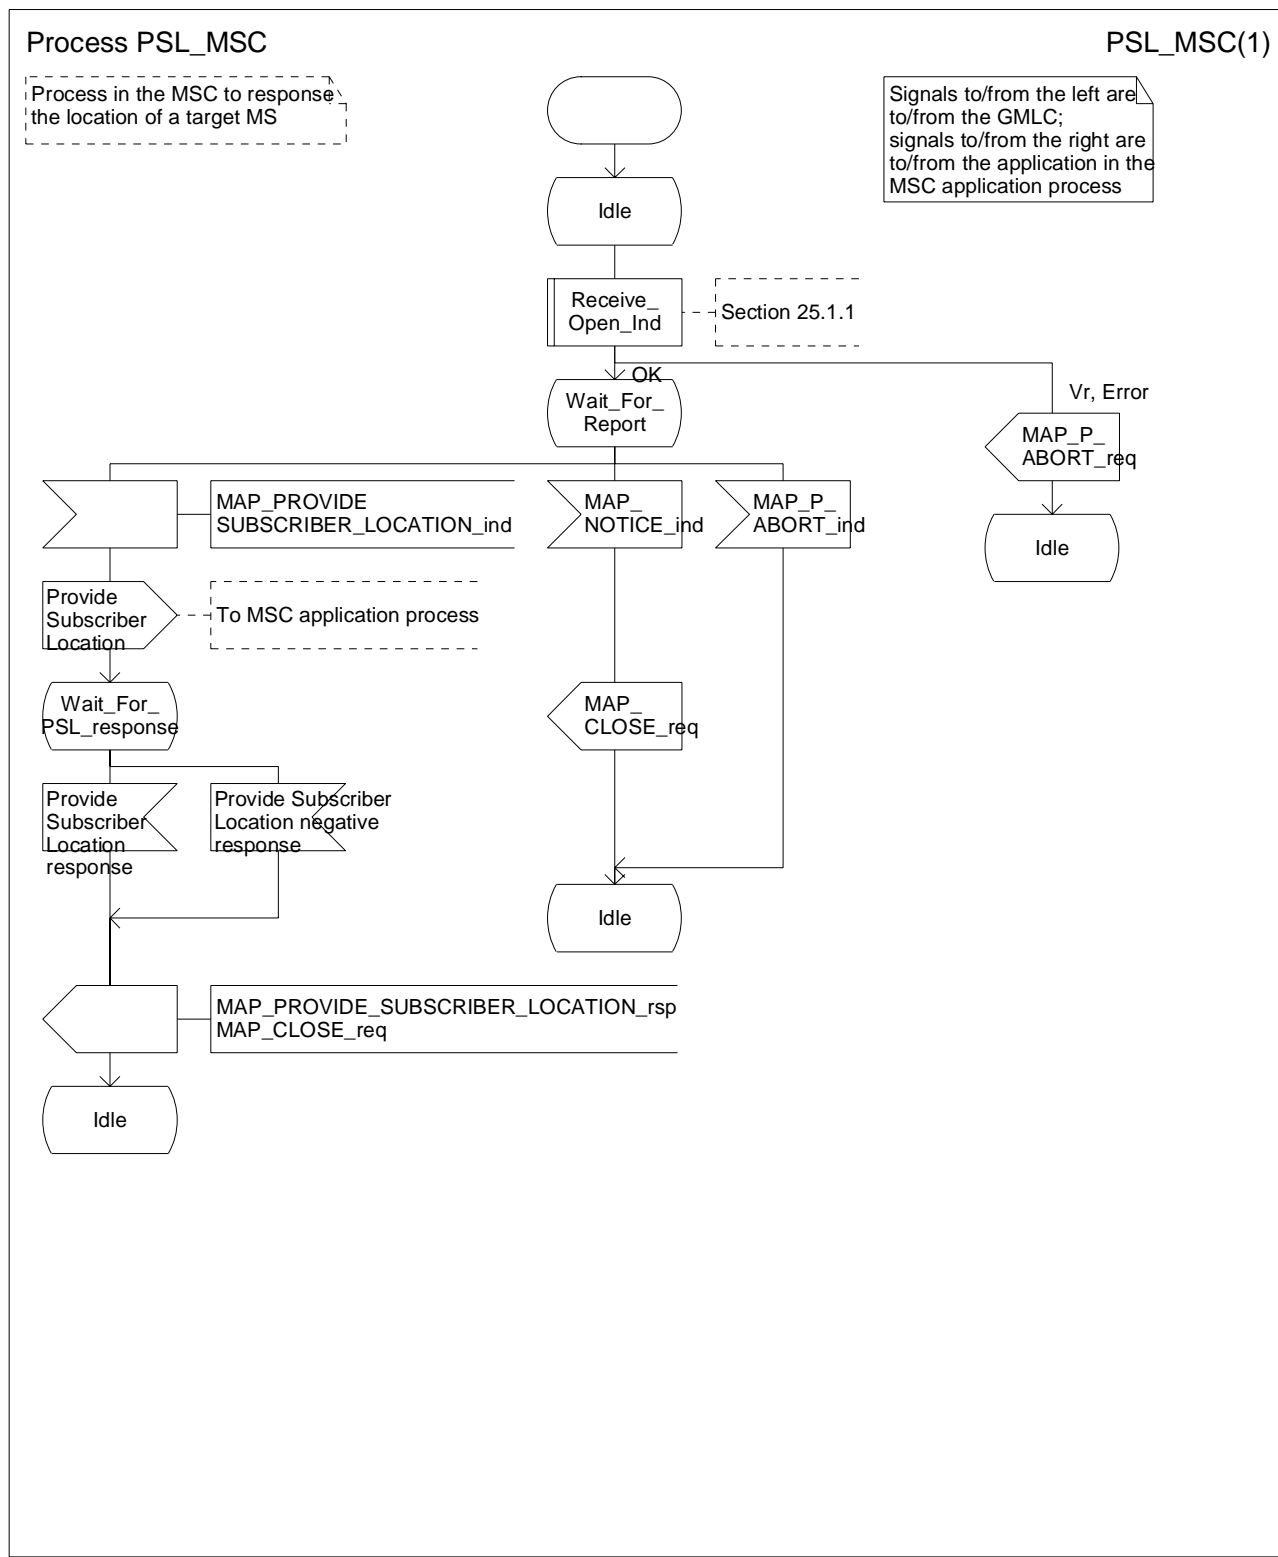 Process PSL_MSC
PSL_MSC(1)
Process in the MSC to response
the location of a target MS
Signals to/from the left are
to/from the GMLC;
signals to/from the right are
to/from the application in the
MSC application process
Idle
Receive_
Open_Ind
Section 25.1.1
OK
Vr, Error
Wait_For_
Report
MAP_P_
ABORT_req
Idle
MAP_PROVIDE
SUBSCRIBER_LOCATION_ind
MAP_
NOTICE_ind
MAP_P_
ABORT_ind
Provide
Subscriber
Location
To MSC application process
Wait_For_
PSL_response
MAP_
CLOSE_req
Provide
Subscriber
Location
response
Provide Subscriber
Location negative
response
Idle
MAP_PROVIDE_SUBSCRIBER_LOCATION_rsp
MAP_CLOSE_req
Idle